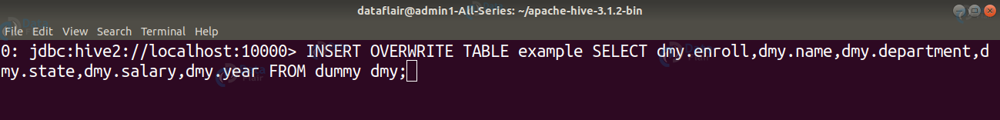 dataflair@admin1-All-Series: ~/apache-hive-3.1.2-bin
File Edit View Search Terminal Help
0: jdbc:hive2://localhost:10000> INSERT OVERWRITE TABLE example SELECT dmy.enroll,dmy.name,dmy.department,d
my.state,dmy.salary,dmy.year FROM dummy dmy;